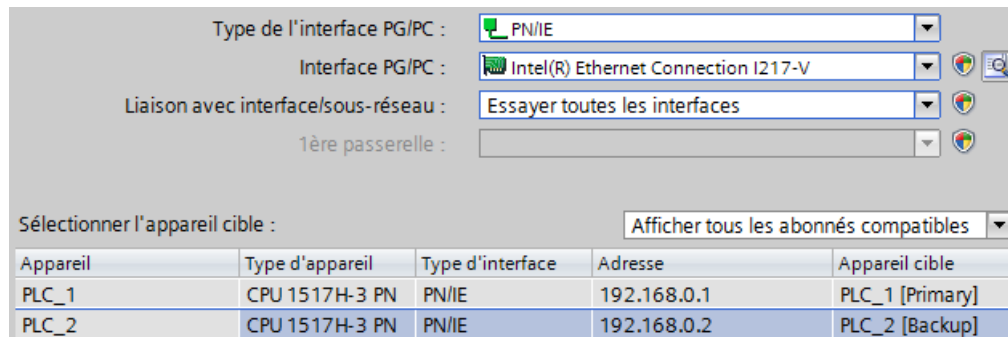 Type de l'interface PG/PC : PN/IE
Interface PG/PC : Intel(R) Ethernet Connection I217-V
Liaison avec interface/sous-réseau : Essayer toutes les interfaces
1ère passerelle :
Sélectionner l'appareil cible : Afficher tous les abonnés compatibles
Appareil Type d'appareil Type d'interface Adresse Appareil cible
PLC_1 CPU 1517H-3 PN PN/IE 192.168.0.1 PLC_1 [Primary]
PLC_2 CPU 1517H-3 PN PN/IE 192.168.0.2 PLC_2 [Backup]